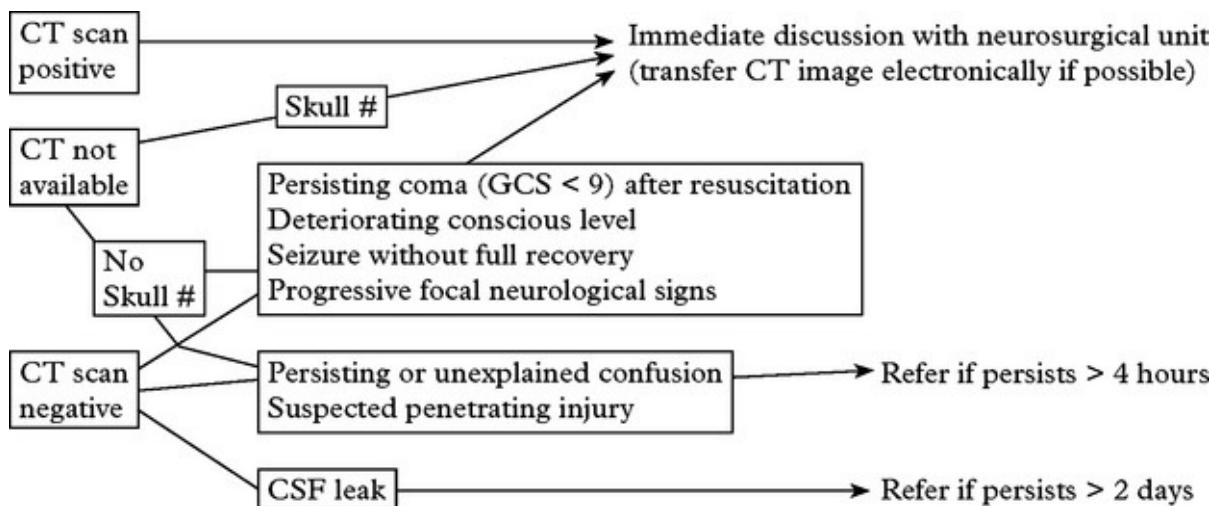 CT scan
positive
Immediate discussion with neurosurgical unit
(transfer CT image electronically if possible)
Skull #
CT not
available
Persisting coma (GCS < 9) after resuscitation
Deteriorating conscious level
Seizure without full recovery
Progressive focal neurological signs
No
Skull #
CT scan
negative
Persisting or unexplained confusion
Suspected penetrating injury
Refer if persists > 4 hours
CSF leak
Refer if persists > 2 days